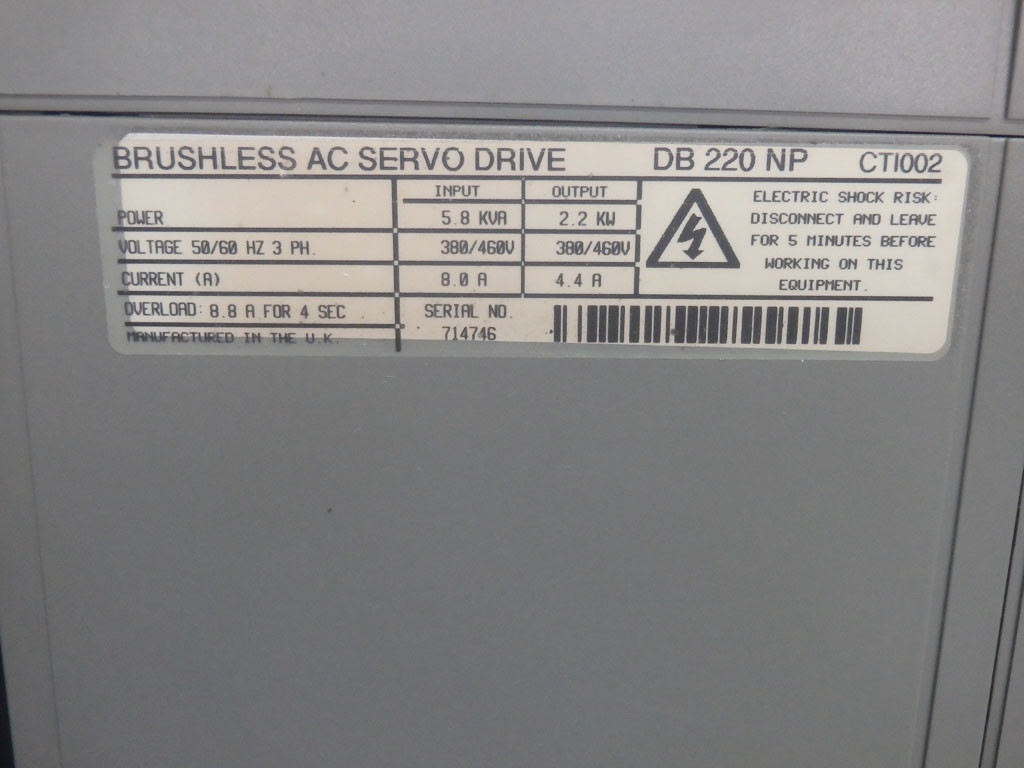 BRUSHLESS AC SERVO DRIVE DB 220 NP CTI002
INPUT OUTPUT
POWER 5.8 KVA 2.2 KW
VOLTAGE 50/60 HZ 3 PH. 380/460V 380/460V
CURRENT (A) 8.0 A 4.4 A
OVERLOAD: 8.8 A FOR 4 SEC
MANUFACTURED IN THE U.K.
SERIAL NO.
714746
ELECTRIC SHOCK RISK:
DISCONNECT AND LEAVE
FOR 5 MINUTES BEFORE
WORKING ON THIS
EQUIPMENT.